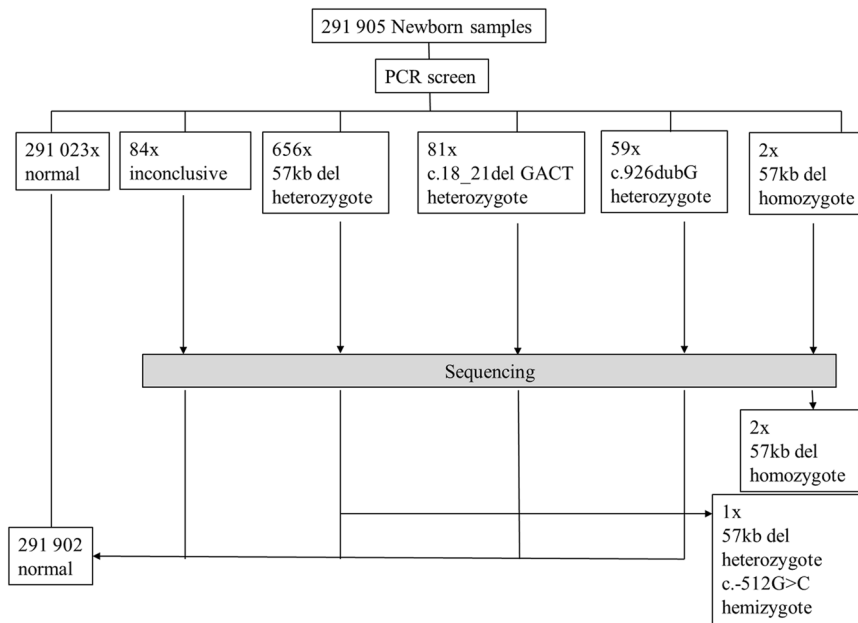 291 905 Newborn samples
PCR screen
291 023x
normal
84x
inconclusive
656x
57kb del
heterozygote
81x
c.18_21del GACT
heterozygote
59x
c.926dubG
heterozygote
2x
57kb del
homozygote
Sequencing
2x
57kb del
homozygote
1x
57kb del
heterozygote
c.-512G>C
hemizygote
291 902
normal